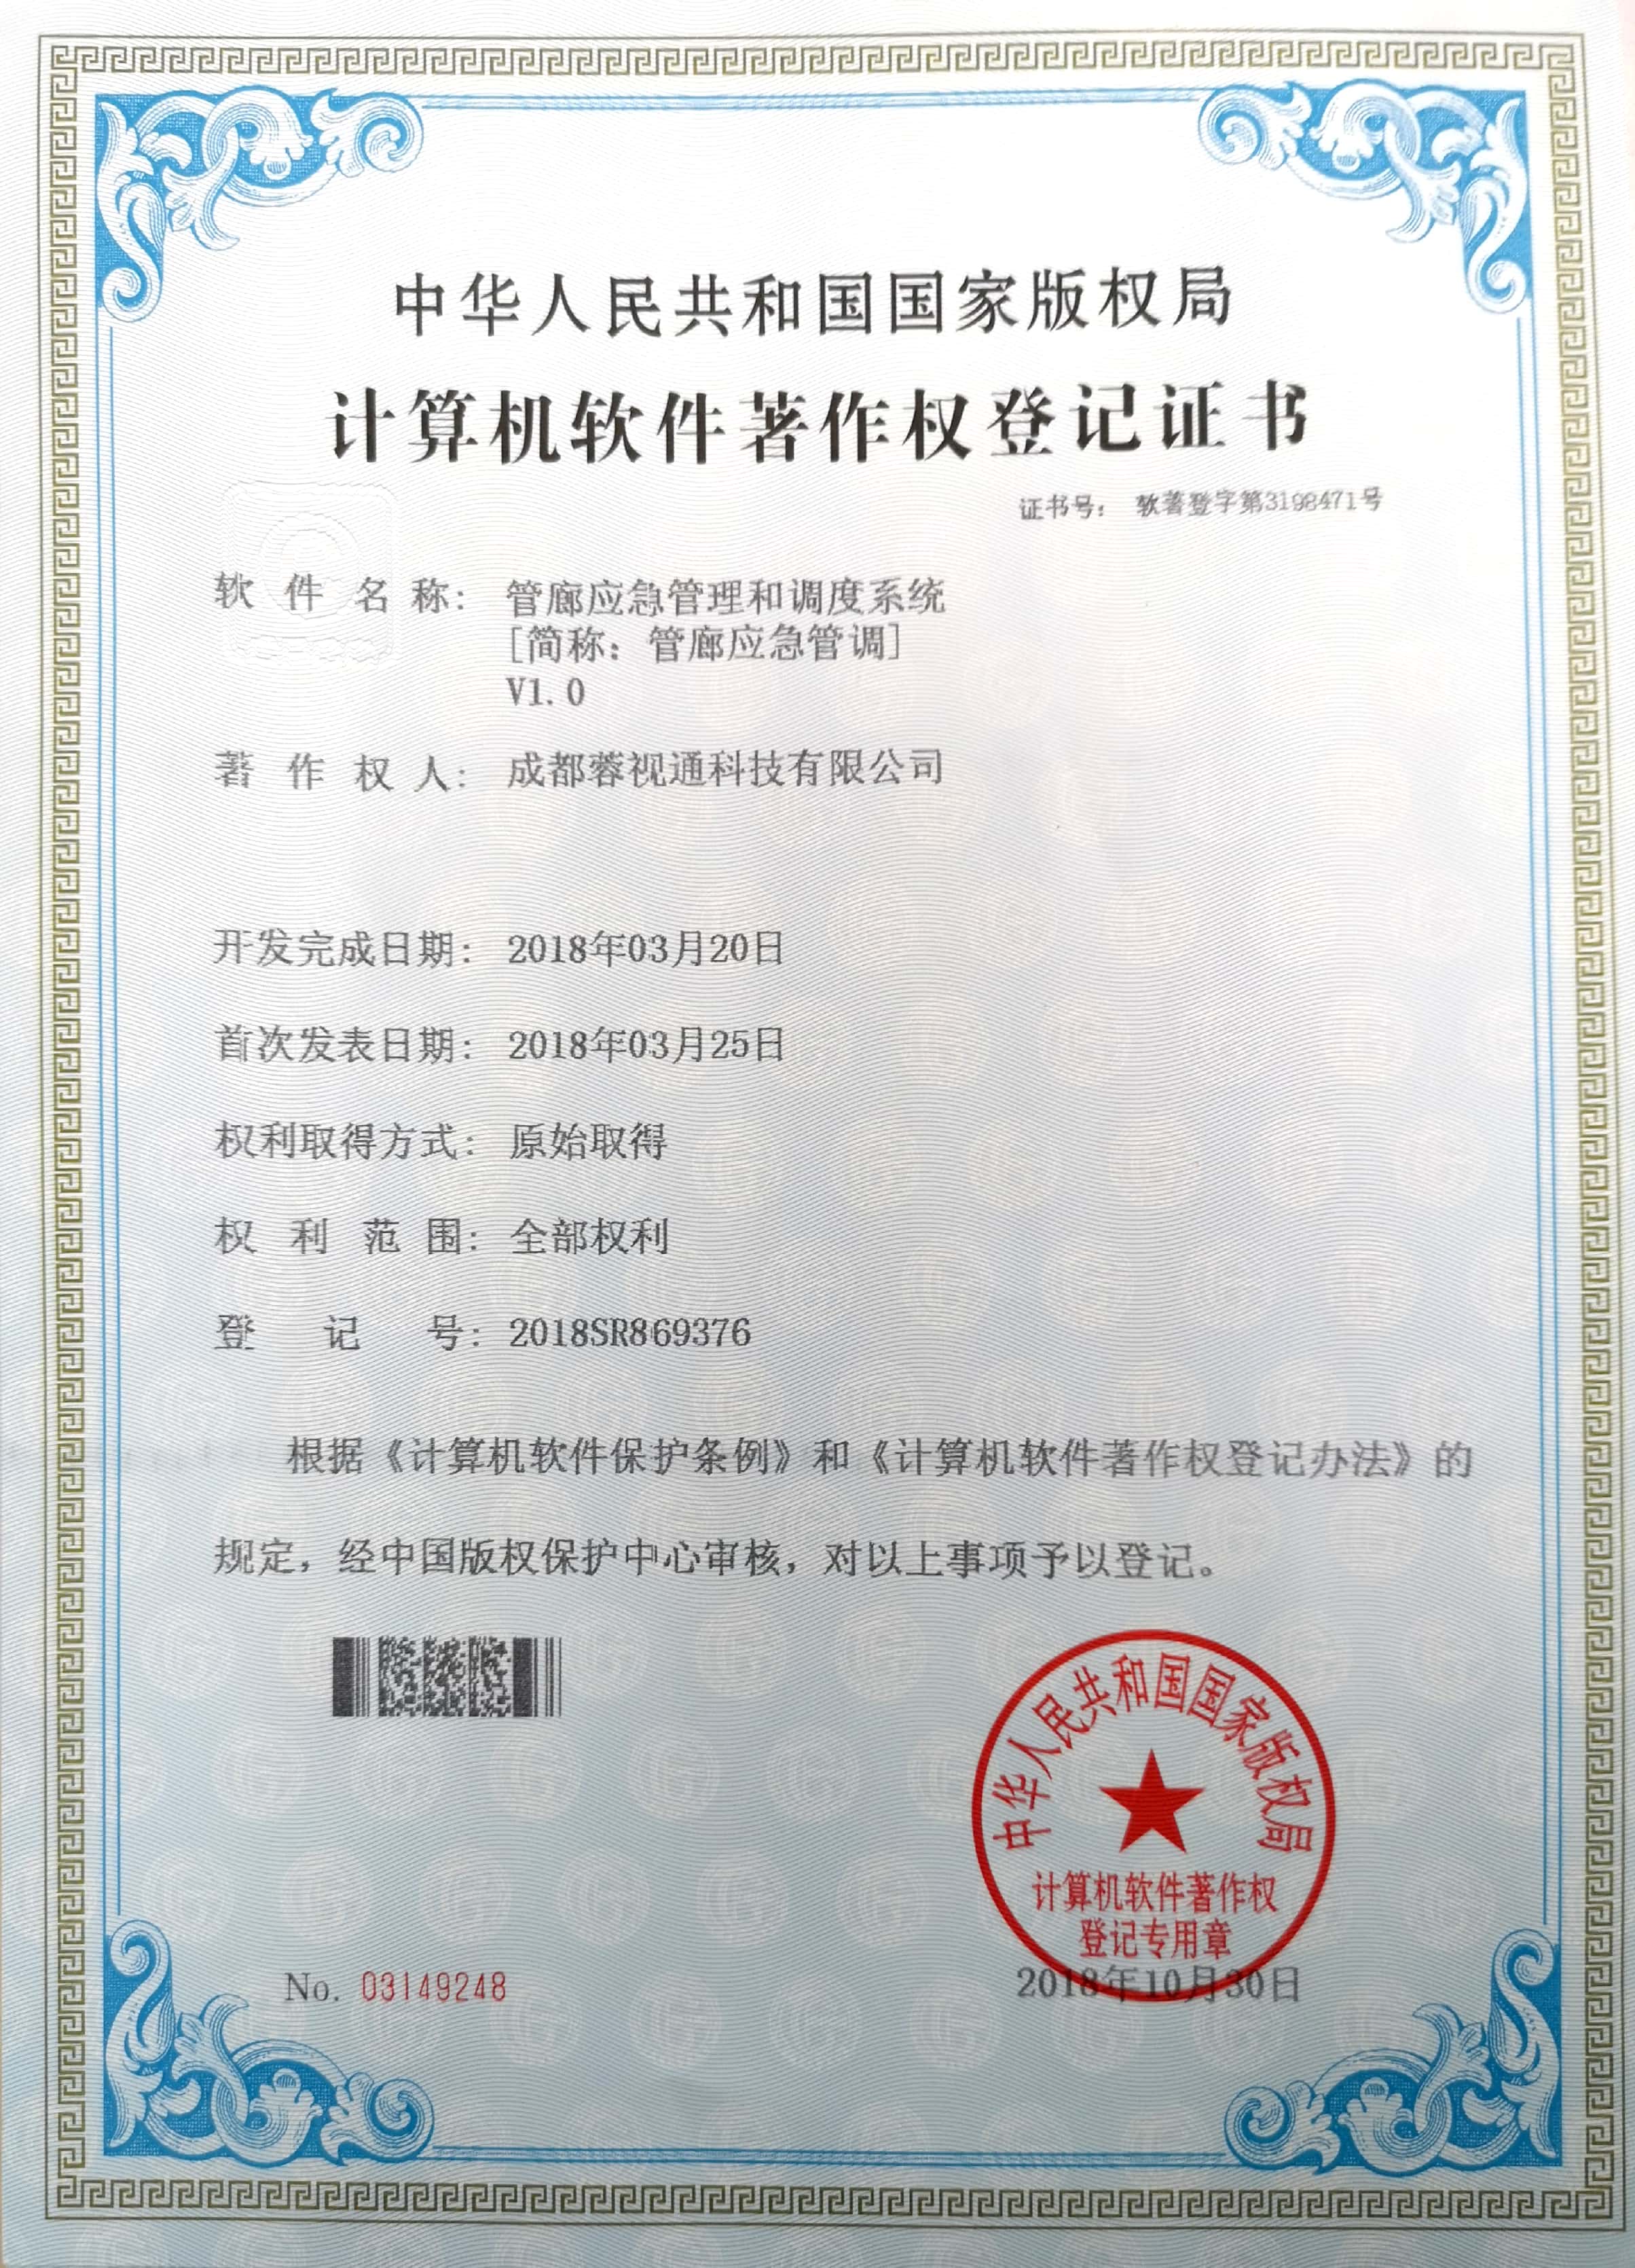 中华人民共和国国家版权局
计算机软件著作权登记证书
证书号： 软著登字第3198471号
软件名称： 管廊应急管理和调度系统
[简称：管廊应急管调]
V1.0
著作权人： 成都蓉视通科技有限公司
开发完成日期： 2018年03月20日
首次发表日期： 2018年03月25日
权利取得方式： 原始取得
权利范围： 全部权利
登记号： 2018SR869376
根据《计算机软件保护条例》和《计算机软件著作权登记办法》的
规定，经中国版权保护中心审核，对以上事项予以登记。
中华人民共和国国家版权局
计算机软件著作权
登记专用章
No. 03149248
2018年10月30日